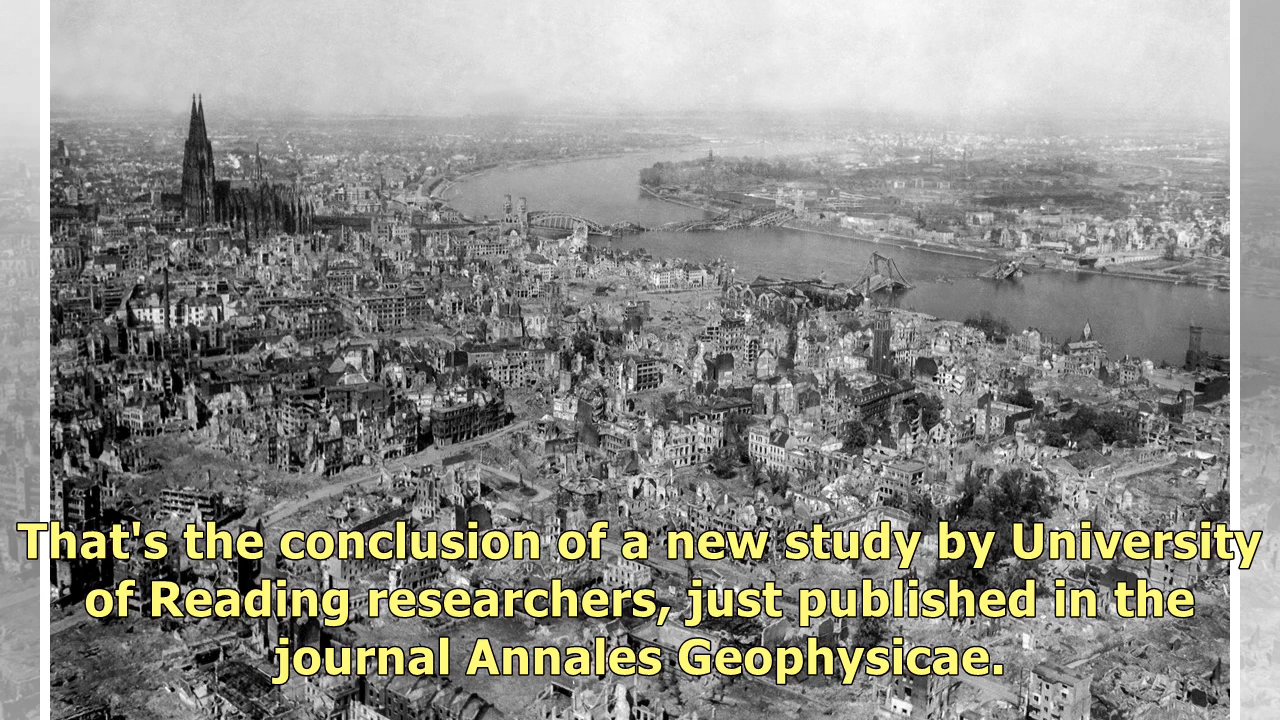 That's the conclusion of a new study by University
of Reading researchers, just published in the
journal Annales Geophysicae.